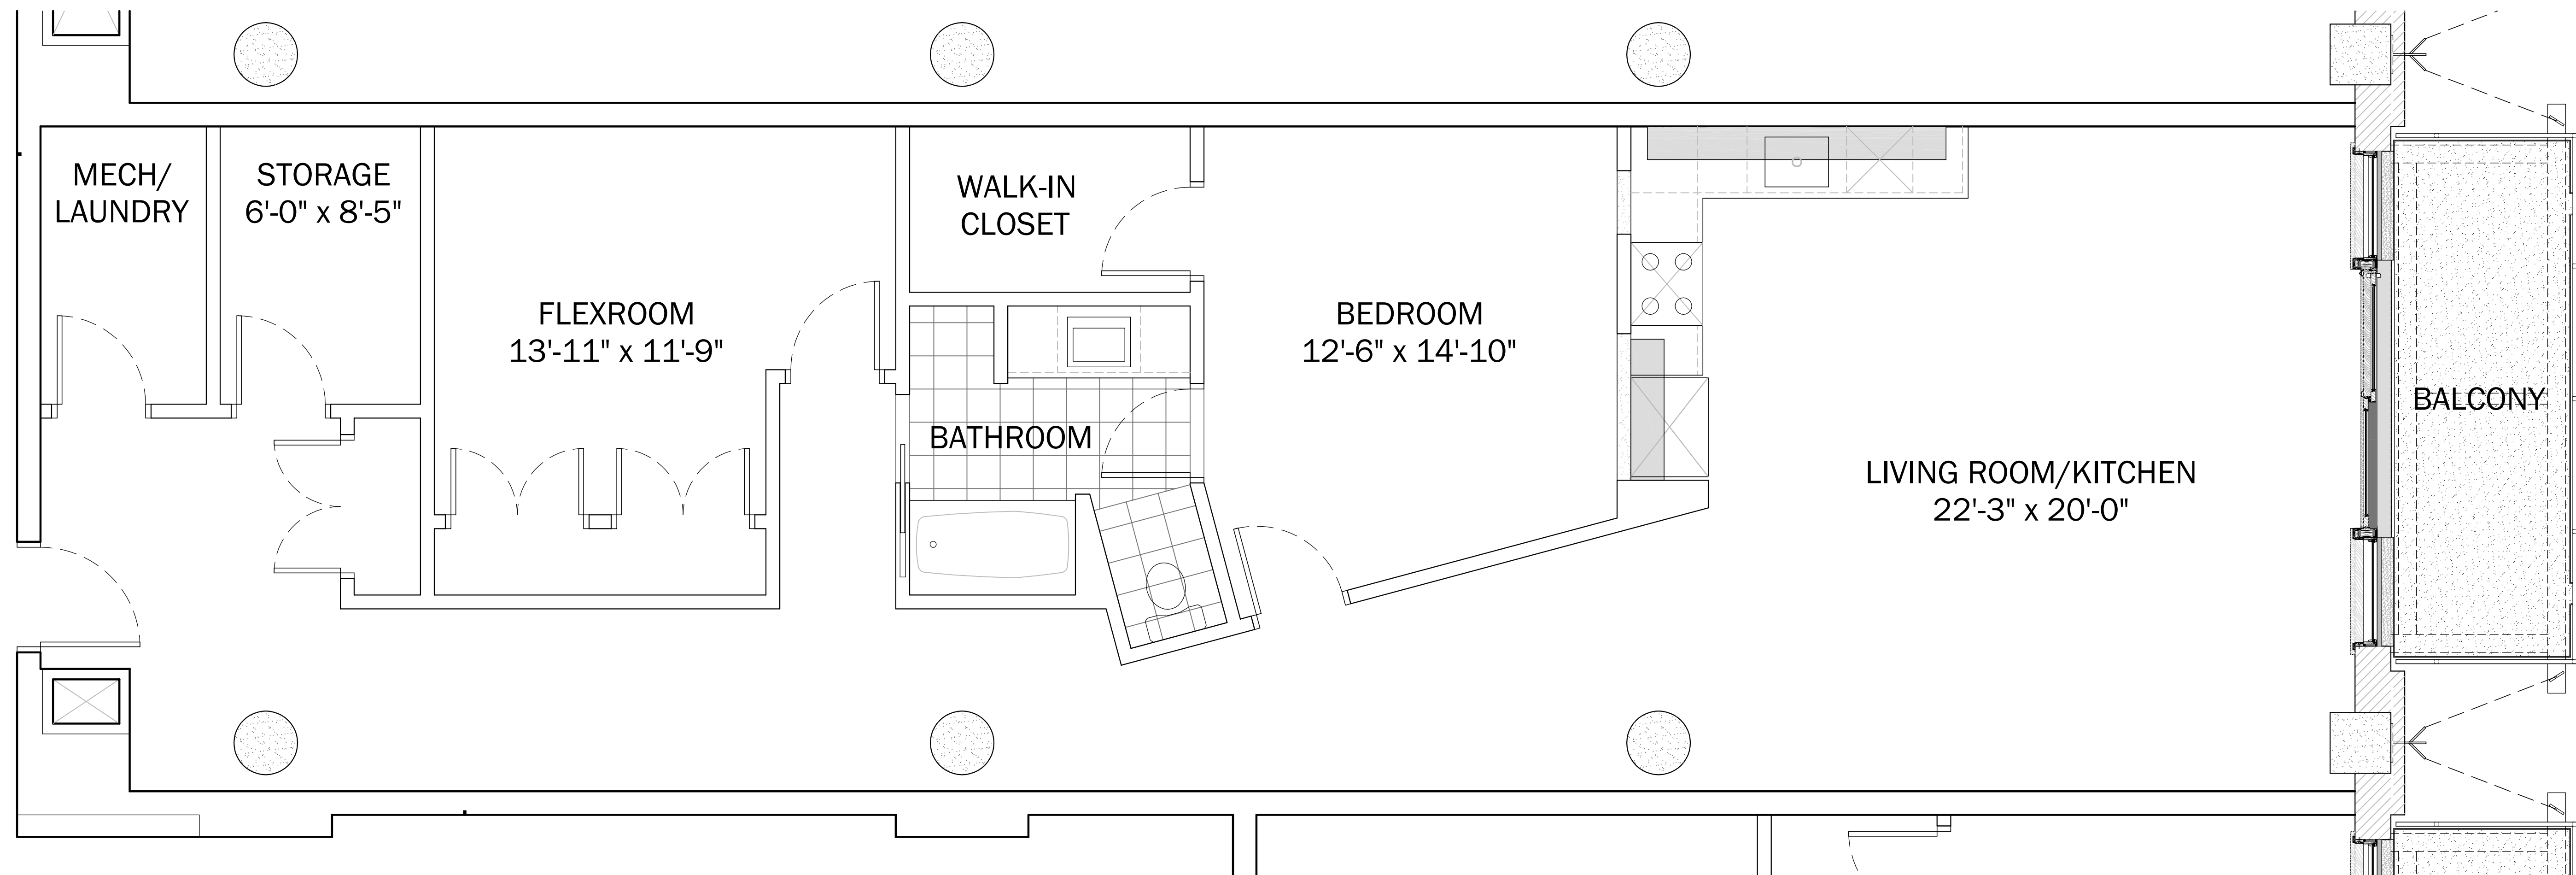 MECH/
LAUNDRY
STORAGE
6'-0" x 8'-5"
FLEXROOM
13'-11" x 11'-9"
WALK-IN
CLOSET
BATHROOM
BEDROOM
12'-6" x 14'-10"
LIVING ROOM/KITCHEN
22'-3" x 20'-0"
BALCONY